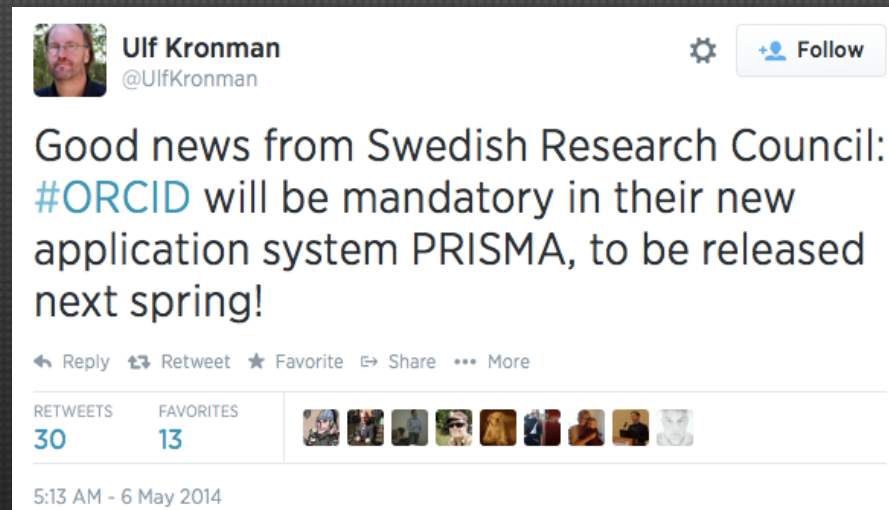 Ulf Kronman
@UlfKronman
Follow
Good news from Swedish Research Council:
#ORCID will be mandatory in their new
application system PRISMA, to be released
next spring!
Reply Retweet Favorite Share More
RETWEETS FAVORITES
30 13
5:13 AM - 6 May 2014